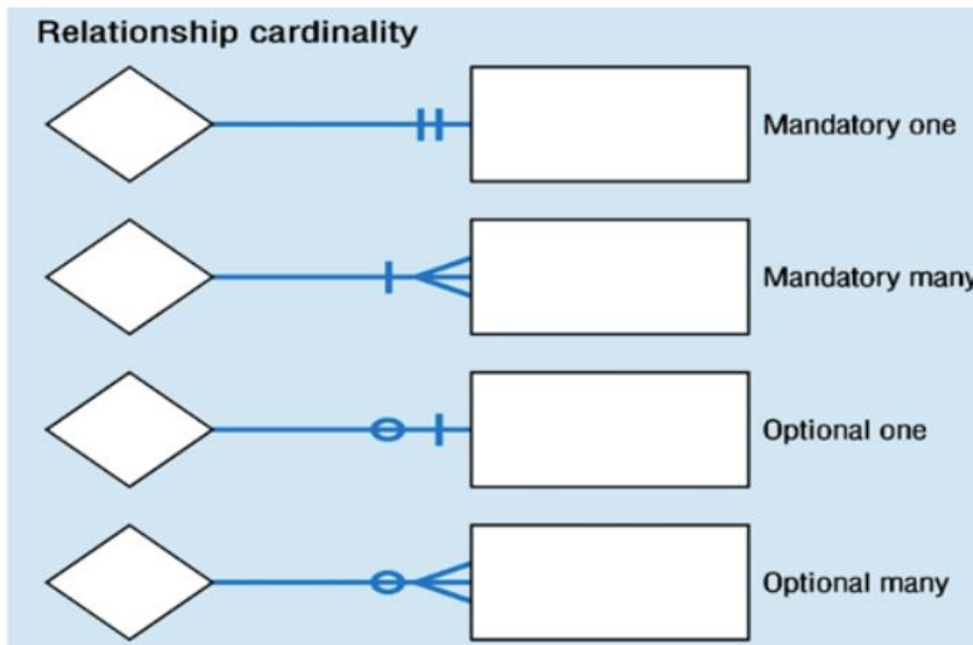 Relationship cardinality
Mandatory one
Mandatory many
Optional one
Optional many